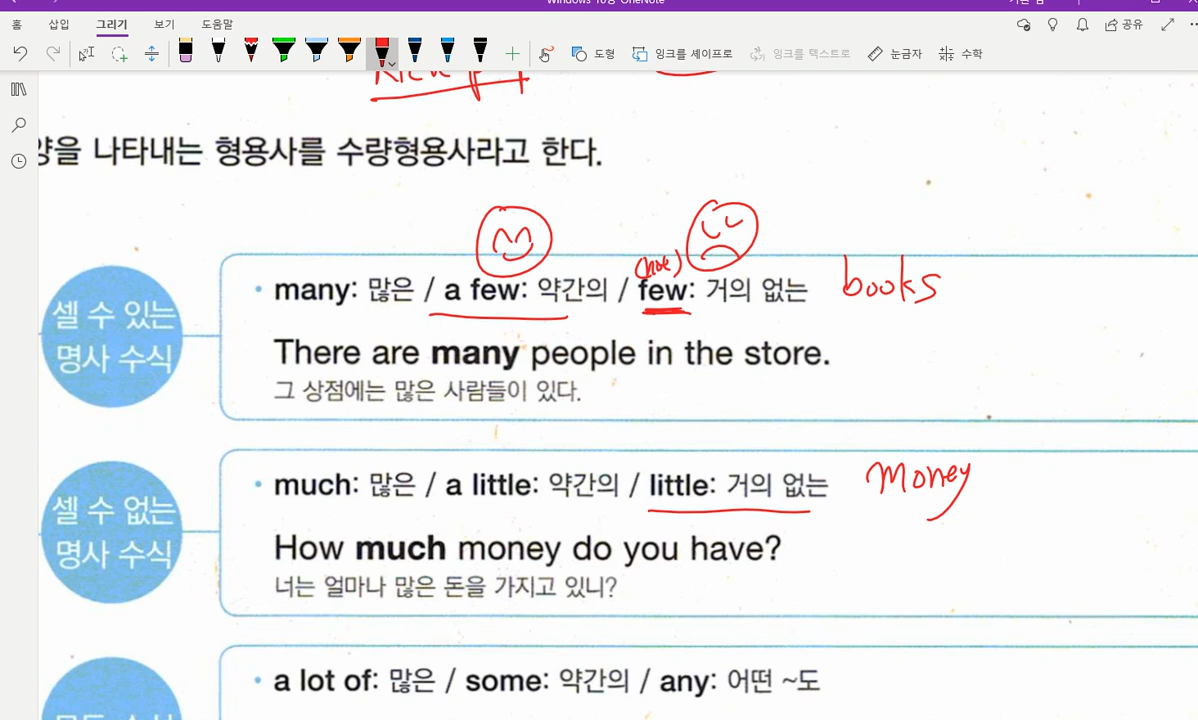 Windows 10용 OneNote
홈 삽입 그리기 보기 도움말
공유
도형 잉크를 셰이프로 잉크를 텍스트로 눈금자 수학
양을 나타내는 형용사를 수량형용사라고 한다.
셀 수 있는
명사 수식
• many: 많은 / a few: 약간의 / few: 거의 없는 books
There are many people in the store.
그 상점에는 많은 사람들이 있다.
셀 수 없는
명사 수식
• much: 많은 / a little: 약간의 / little: 거의 없는 Money
How much money do you have?
너는 얼마나 많은 돈을 가지고 있니?
• a lot of: 많은 / some: 약간의 / any: 어떤 ~도